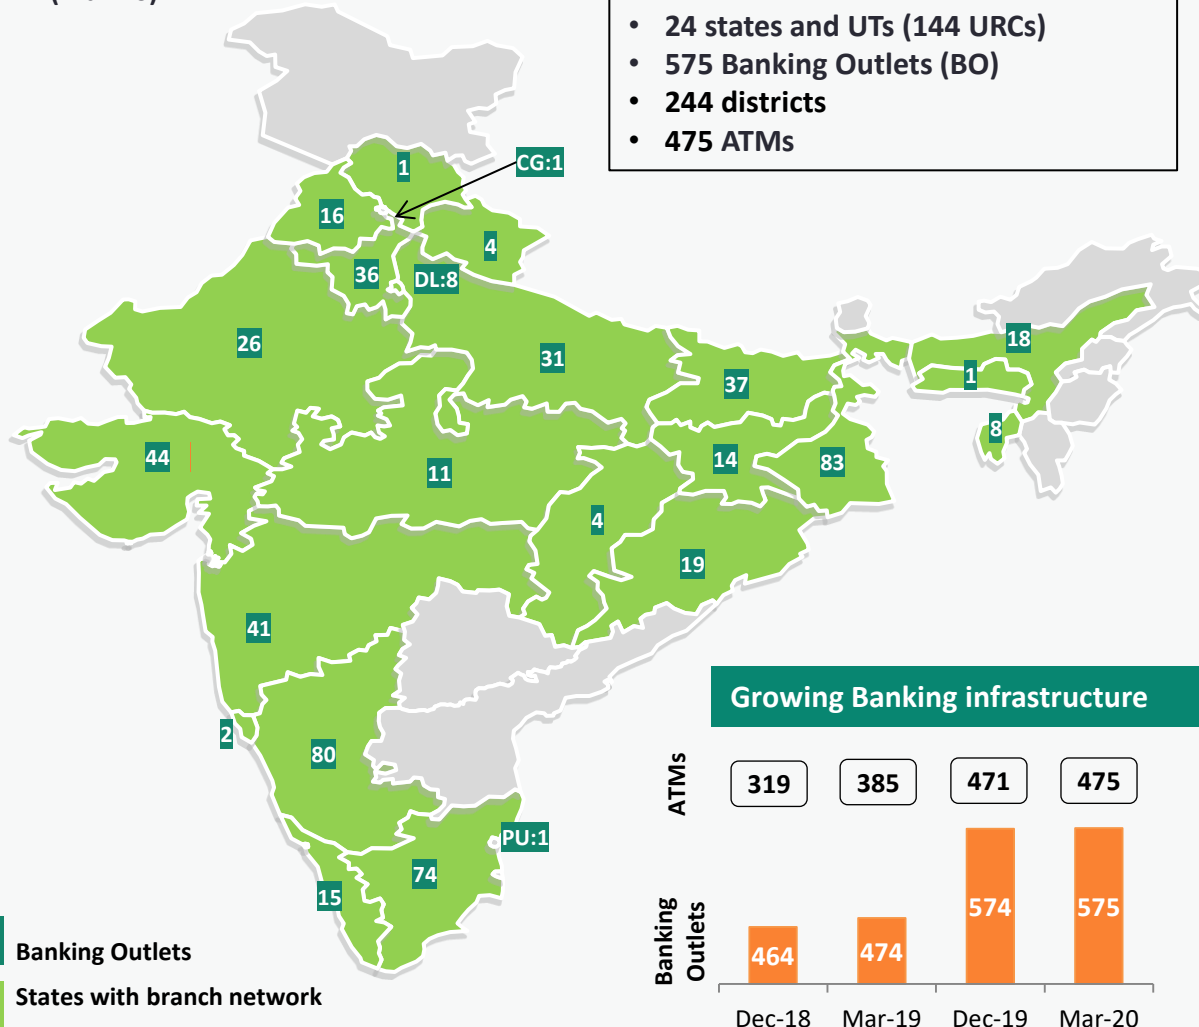 • 24 states and UTs (144 URCs)
• 575 Banking Outlets (BO)
• 244 districts
• 475 ATMs
CG:1
1
16
4
36
DL:8
26
31
37
18
1
8
44
11
14
83
4
19
41
2
80
PU:1
74
15
Banking Outlets
States with branch network
Growing Banking infrastructure
ATMs
319 385 471 475
Banking
Outlets
464 474 574 575
Dec-18 Mar-19 Dec-19 Mar-20